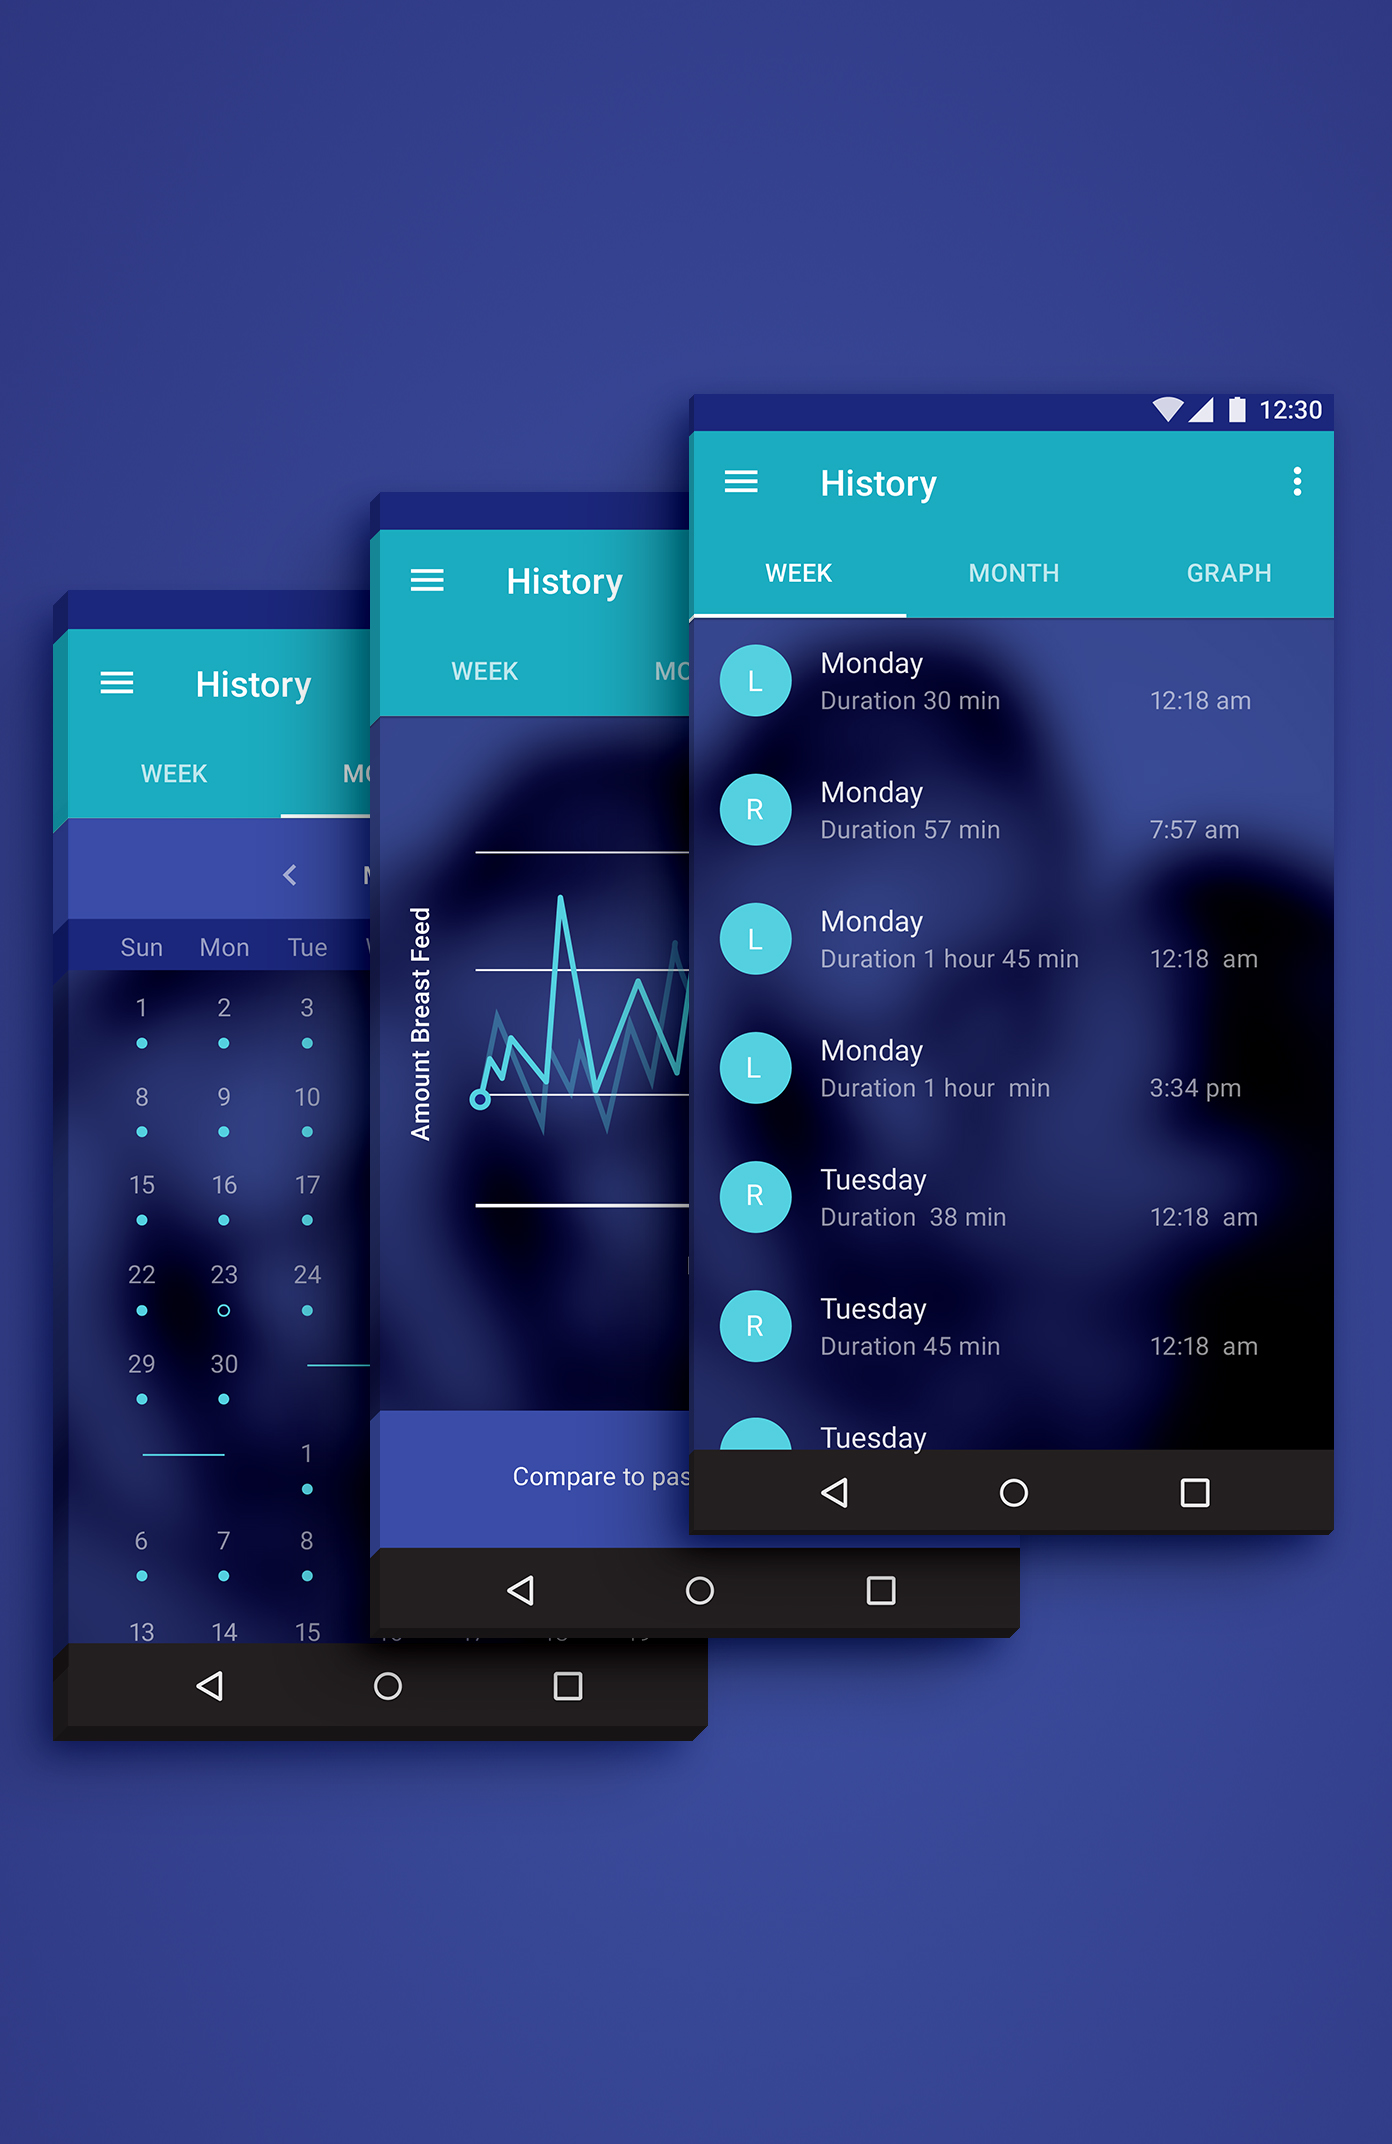 12:30
History
WEEK MONTH GRAPH
L Monday
Duration 30 min 12:18 am
R Monday
Duration 57 min 7:57 am
L Monday
Duration 1 hour 45 min 12:18 am
L Monday
Duration 1 hour min 3:34 pm
R Tuesday
Duration 38 min 12:18 am
R Tuesday
Duration 45 min 12:18 am
Tuesday
History
WEEK
Amount Breast Feed
Compare to
History
WEEK
Sun Mon Tue
1 2 3
8 9 10
15 16 17
22 23 24
29 30
1
6 7 8
13 14 15